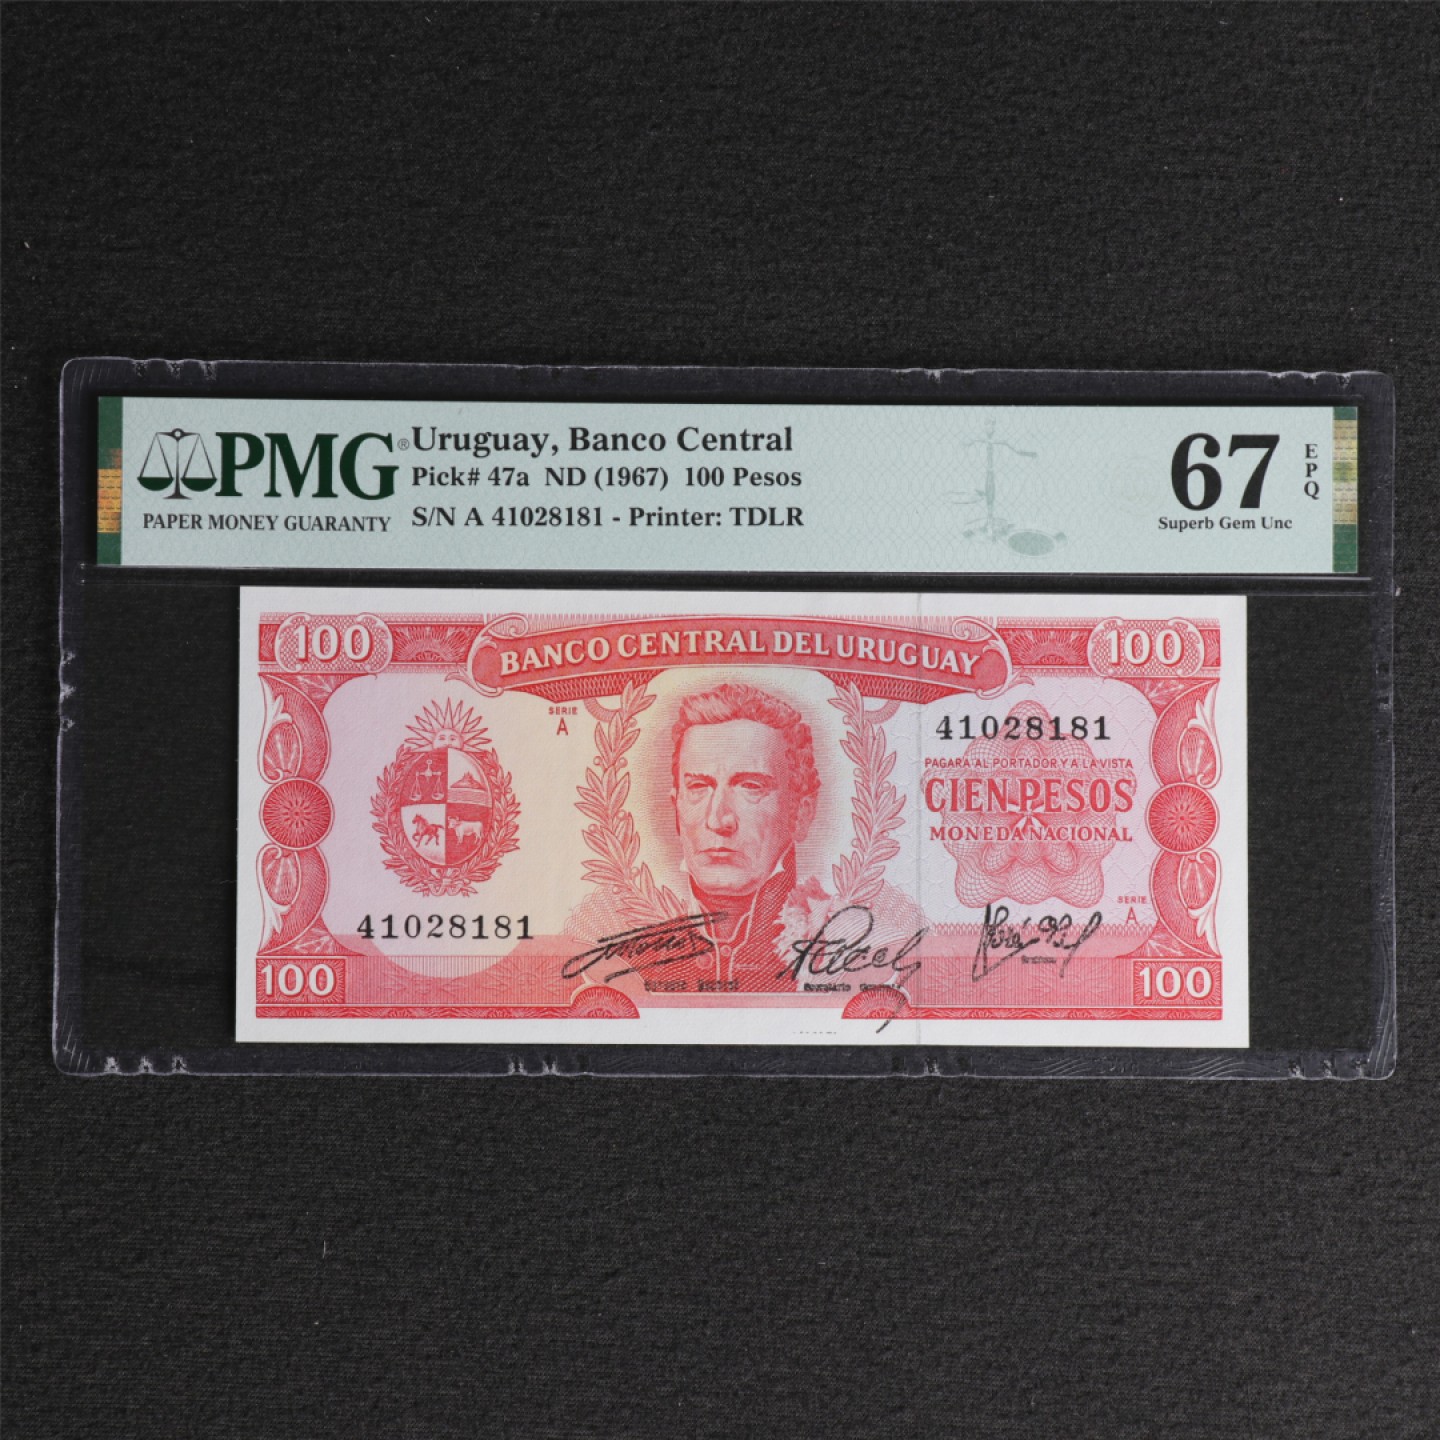 PMG®
PAPER MONEY GUARANTY
Uruguay, Banco Central
Pick# 47a ND (1967) 100 Pesos
S/N A 41028181 - Printer: TDLR
67
EPQ
Superb Gem Unc
100
BANCO CENTRAL DEL URUGUAY
100
SERIE
A
41028181
PAGARA AL PORTADOR Y A LA VISTA
CIEN PESOS
MONEDA NACIONAL
SERIE
A
41028181
100
Secretario General
100